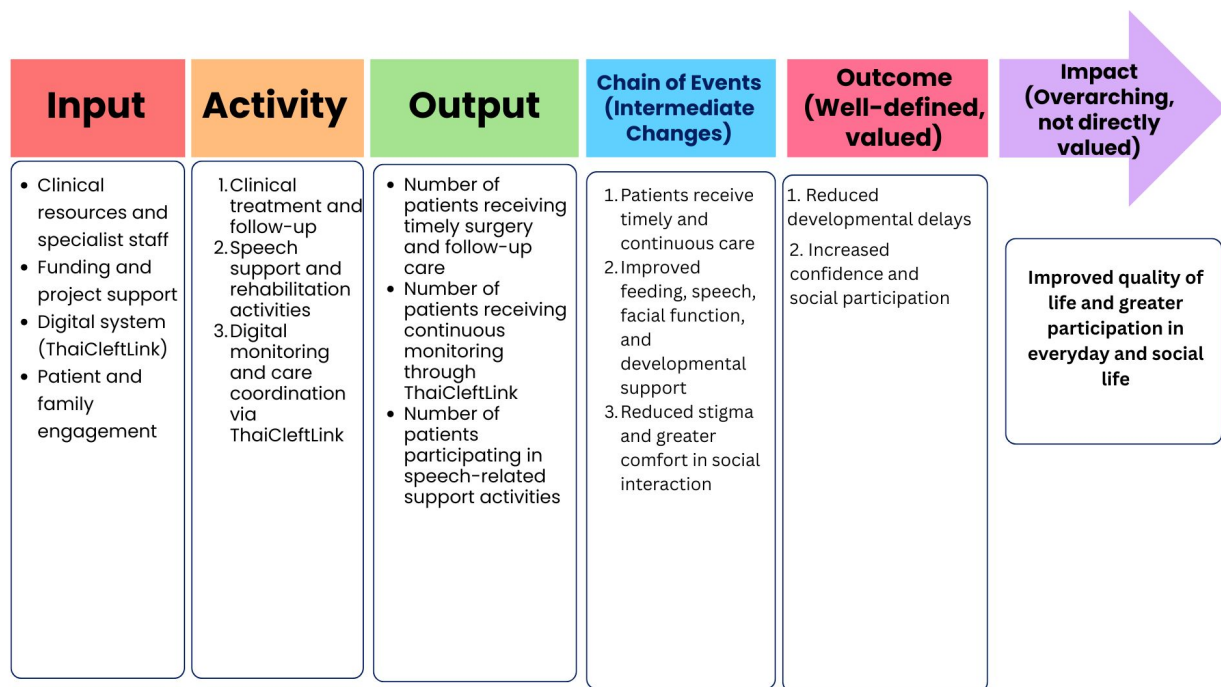 Input
Activity
Output
Chain of Events
(Intermediate
Changes)
Outcome
(Well-defined,
valued)
Impact
(Overarching,
not directly
valued)
• Clinical
resources and
specialist staff
• Funding and
project support
• Digital system
(ThaiCleftLink)
• Patient and
family
engagement
1. Clinical
treatment and
follow-up
2. Speech
support and
rehabilitation
activities
3. Digital
monitoring
and care
coordination
via
ThaiCleftLink
• Number of
patients receiving
timely surgery
and follow-up
care
• Number of
patients receiving
continuous
monitoring
through
ThaiCleftLink
• Number of
patients
participating in
speech-related
support activities
1. Patients receive
timely and
continuous care
2. Improved
feeding, speech,
facial function,
and
developmental
support
3. Reduced stigma
and greater
comfort in social
interaction
1. Reduced
developmental delays
2. Increased
confidence and
social participation
Improved quality of
life and greater
participation in
everyday and social
life